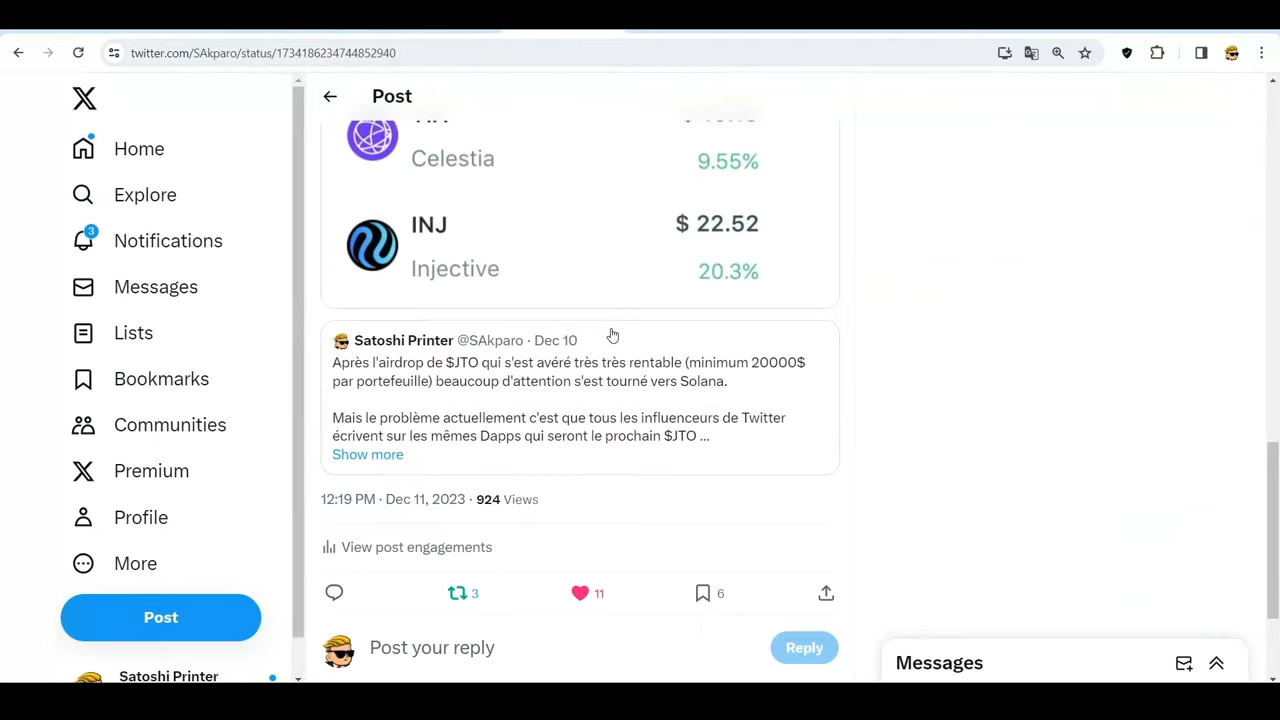 twitter.com/SAkparo/status/1734186234744852940
Post
Home
Explore
3
Notifications
Messages
Lists
Bookmarks
Communities
Premium
Profile
More
Post
Satoshi Printer
Celestia
9.55%
INJ
$ 22.52
Injective
20.3%
Satoshi Printer @SAkparo · Dec 10
Après l'airdrop de $JTO qui s'est avéré très très rentable (minimum 20000$
par portefeuille) beaucoup d'attention s'est tourné vers Solana.
Mais le problème actuellement c'est que tous les influenceurs de Twitter
écrivent sur les mêmes Dapps qui seront le prochain $JTO ...
Show more
12:19 PM · Dec 11, 2023 · 924 Views
View post engagements
3
11
6
Post your reply
Reply
Messages